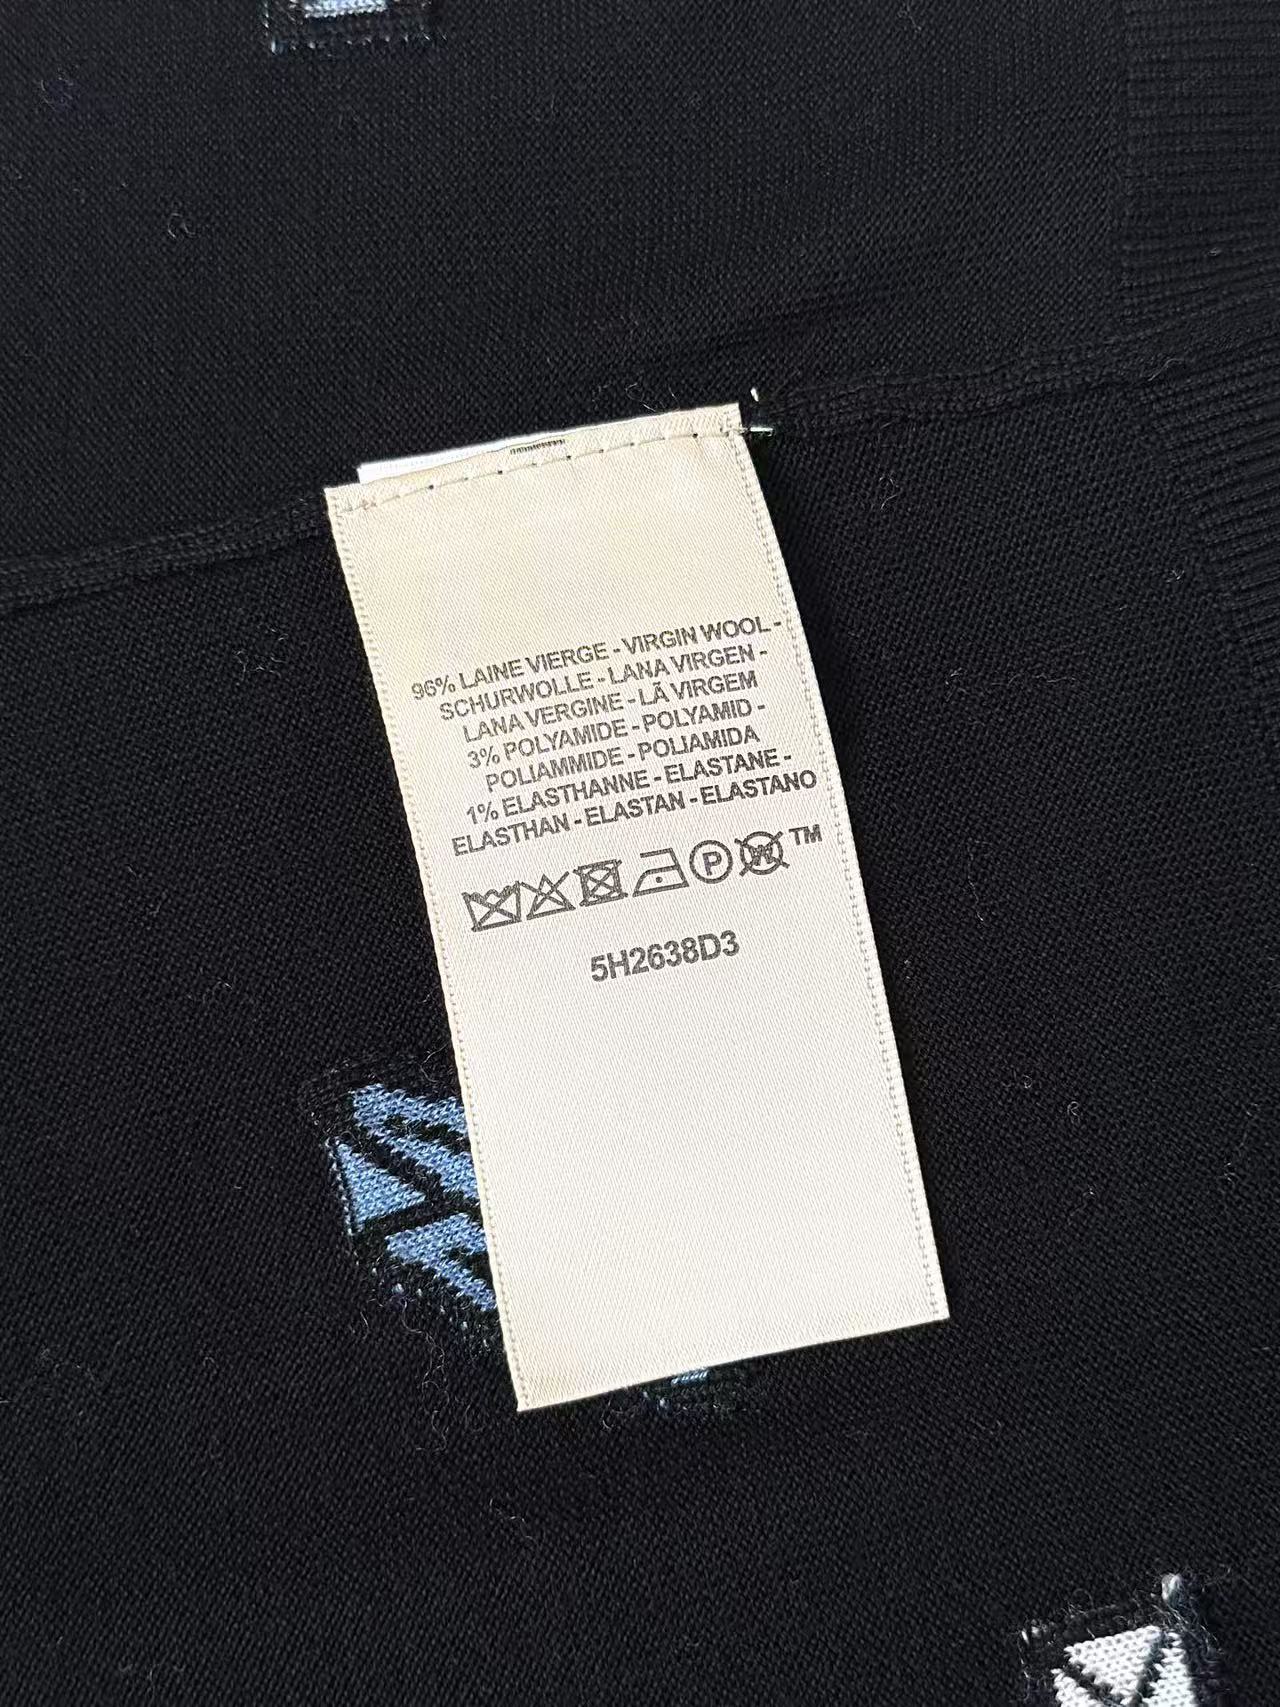 96% LAINE VIERGE - VIRGIN WOOL -
SCHURWOLLE - LANA VIRGEN -
LANA VERGINE - LÃ VIRGEM
3% POLYAMIDE - POLYAMID -
POLIAMMIDE - POLIAMIDA
1% ELASTHANNE - ELASTANE -
ELASTHAN - ELASTAN - ELASTANO
P W TM
5H2638D3